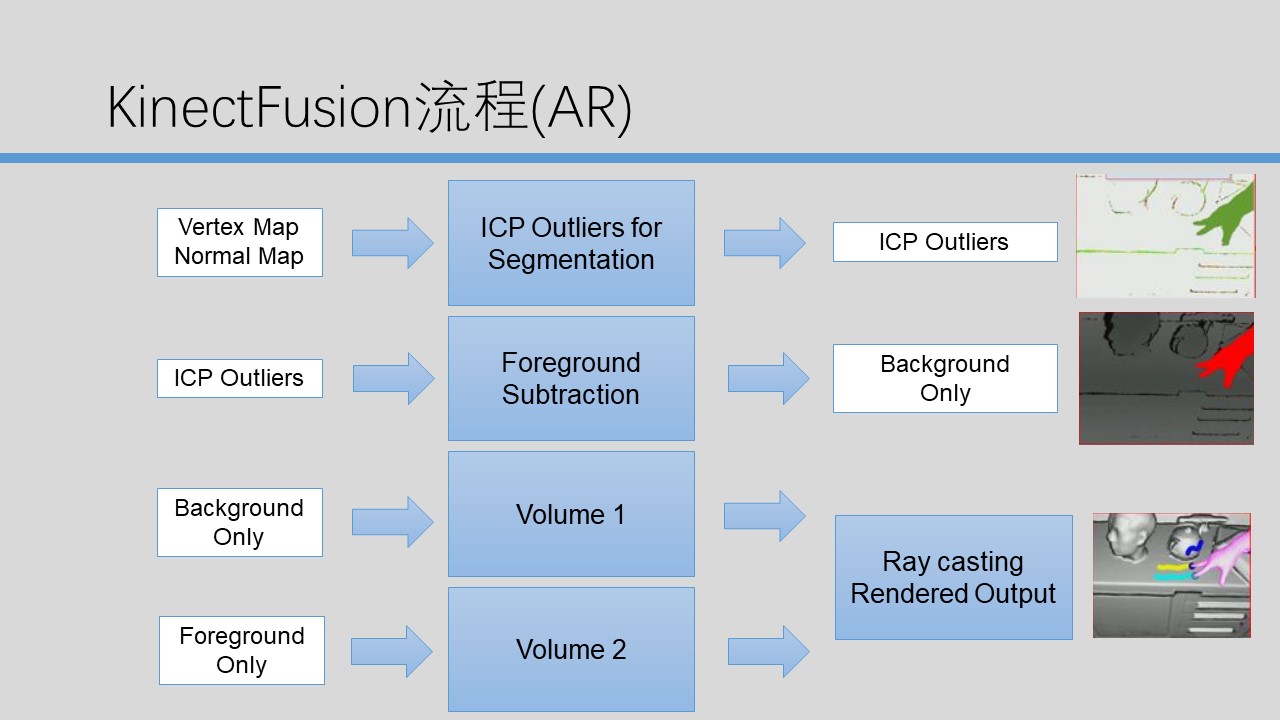 KinectFusion流程(AR)
Vertex Map
Normal Map
ICP Outliers for
Segmentation
ICP Outliers
ICP Outliers
Foreground
Subtraction
Background
Only
Background
Only
Volume 1
Ray casting
Rendered Output
Foreground
Only
Volume 2